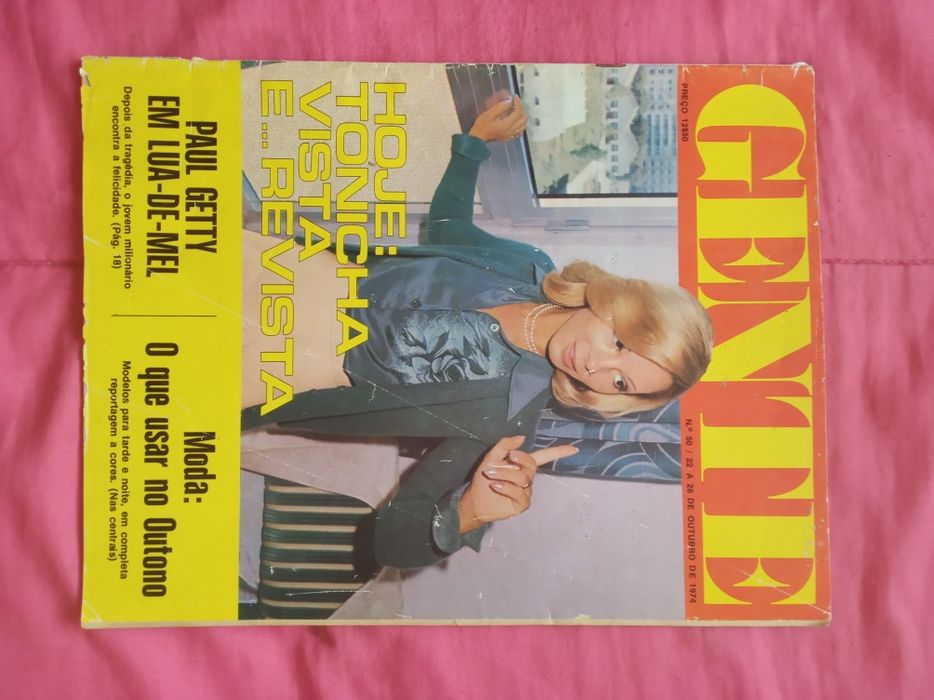 GENTE
PREÇO 12$50
N.º 50 / 22 A 28 DE OUTUBRO DE 1974
HOJE:
TONICHA
VISTA
E... REVISTA
PAUL GETTY
EM LUA-DE-MEL
Depois da tragédia, o jovem milionário
encontra a felicidade. (Pág. 18)
Moda:
O que usar no Outono
Modelos para tarde e noite, em completa
reportagem a cores. (Nas centrais)